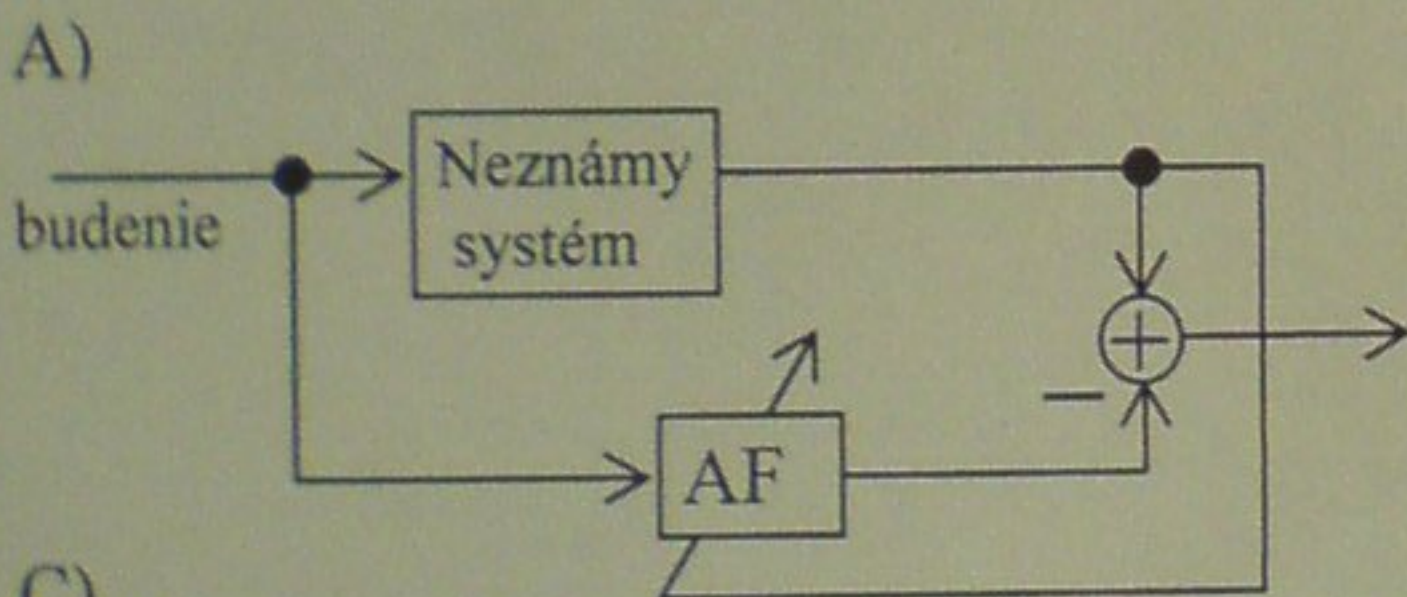 A)
budenie
Neznámy
systém
+
−
AF
C)